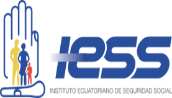 IESS
INSTITUTO ECUATORIANO DE SEGURIDAD SOCIAL